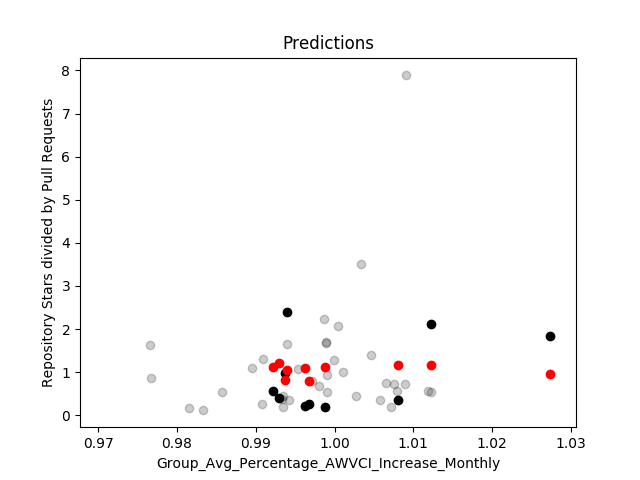 Predictions
Repository Stars divided by Pull Requests
8
7
6
5
4
3
2
1
0
0.97 0.98 0.99 1.00 1.01 1.02 1.03
Group_Avg_Percentage_AWVCI_Increase_Monthly